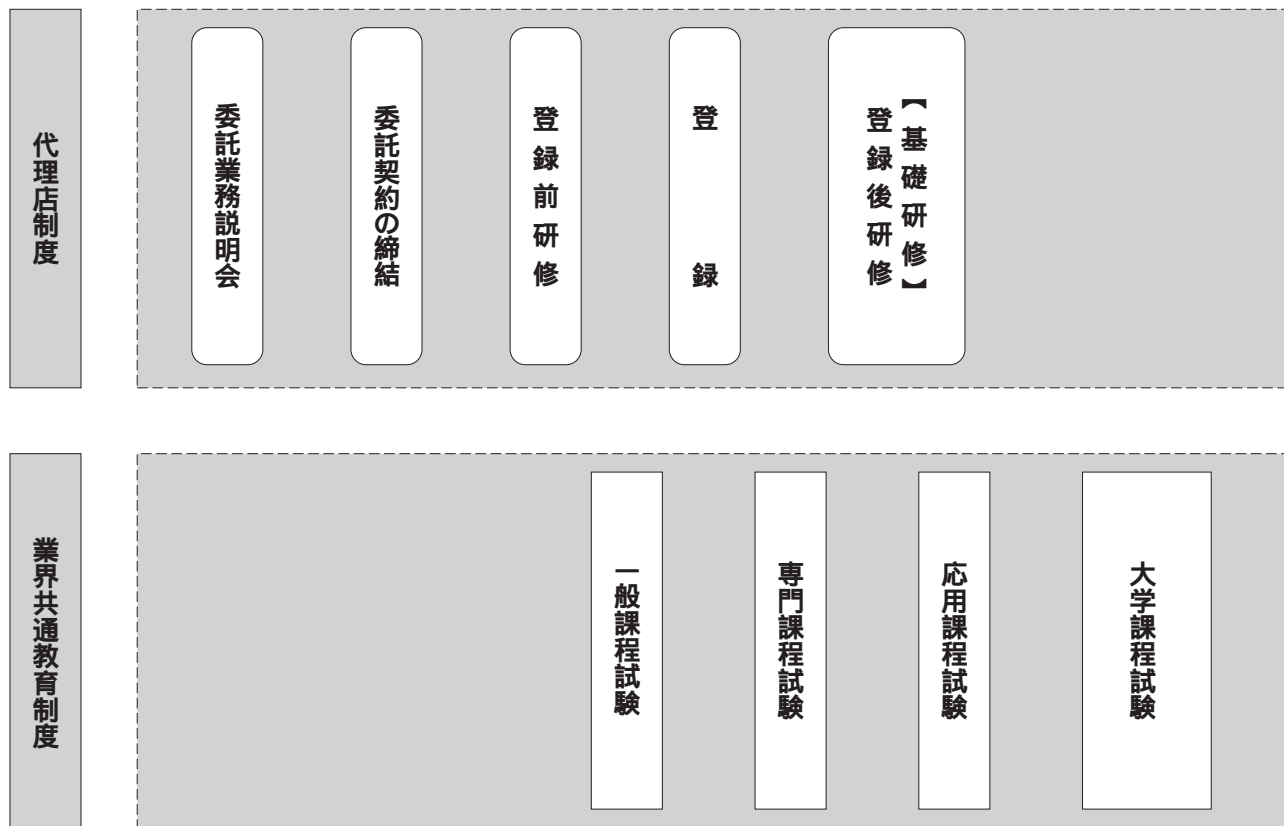 代理店制度
委託業務説明会
委託契約の締結
登録前研修
登録
【基礎研修】
登録後研修
業界共通教育制度
一般課程試験
専門課程試験
応用課程試験
大学課程試験